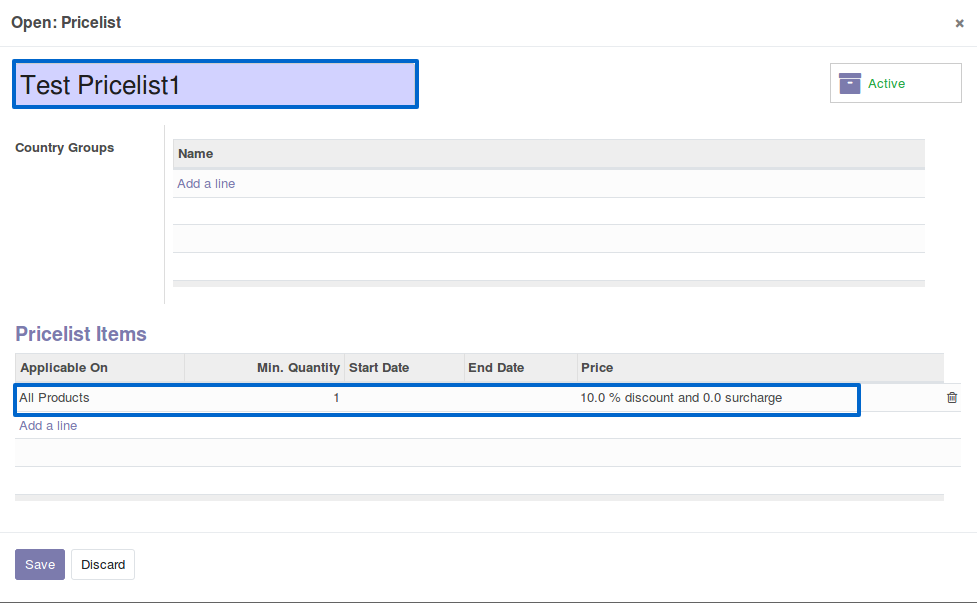 Open: Pricelist ×
Test Pricelist1
Active
Country Groups
Name
Add a line
Pricelist Items
Applicable On Min. Quantity Start Date End Date Price
All Products 1 10.0 % discount and 0.0 surcharge
Add a line
Save Discard